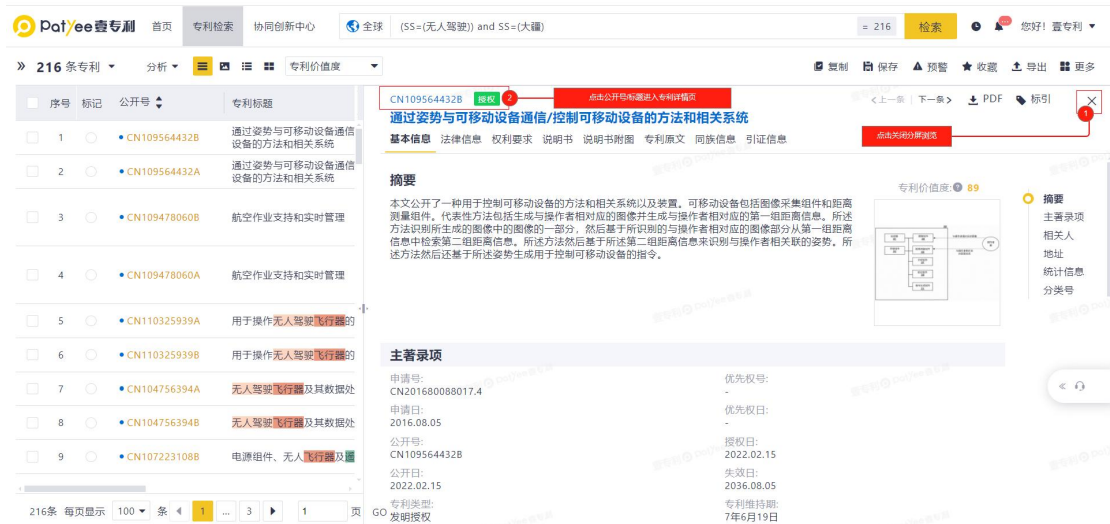 Patyee壹专利 首页 专利检索 协同创新中心 全球 (SS=(无人驾驶)) and SS=(大疆) = 216 检索 您好！壹专利
216 条专利 分析 专利价值度 复制 保存 预警 收藏 导出 更多
序号 标记 公开号 专利标题
1 CN109564432B 通过姿势与可移动设备通信
设备的方法和相关系统
2 CN109564432A 通过姿势与可移动设备通信
设备的方法和相关系统
3 CN109478060B 航空作业支持和实时管理
4 CN109478060A 航空作业支持和实时管理
5 CN110325939A 用于操作无人驾驶飞行器的
6 CN110325939B 用于操作无人驾驶飞行器的
7 CN104756394A 无人驾驶飞行器及其数据处
8 CN104756394B 无人驾驶飞行器及其数据处
9 CN107223108B 电源组件、无人飞行器及遥
216条 每页显示 100 条 1 ... 3 1 页 GO
CN109564432B 授权 2 点击公开号/标题进入专利详情页 <上一条 下一条> PDF 标引
1
通过姿势与可移动设备通信/控制可移动设备的方法和相关系统
点击关闭分屏浏览
基本信息 法律信息 权利要求 说明书 说明书附图 专利原文 同族信息 引证信息
摘要
专利价值度: 89
本文公开了一种用于控制可移动设备的方法和相关系统以及装置。可移动设备包括图像采集组件和距离
测量组件。代表性方法包括生成与操作者相对应的图像并生成与操作者相对应的第一组距离信息。所述
方法识别所生成的图像中的图像的一部分，然后基于所识别的与操作者相对应的图像部分从第一组距离
信息中检索第二组距离信息。所述方法然后基于所述第二组距离信息来识别与操作者相关联的姿势。所
述方法然后还基于所述姿势生成用于控制可移动设备的指令。
摘要
主著录项
相关人
地址
统计信息
分类号
主著录项
申请号: 优先权号:
CN201680088017.4 -
申请日: 优先权日:
2016.08.05 -
公开号: 授权日:
CN109564432B 2022.02.15
公开日: 失效日:
2022.02.15 2036.08.05
专利类型: 专利维持期:
发明授权 7年6月19日